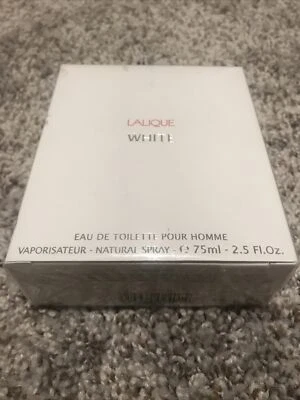 LALIQUE
WHITE
EAU DE TOILETTE POUR HOMME
VAPORISATEUR - NATURAL SPRAY - ℮ 75ml - 2.5 Fl.Oz.